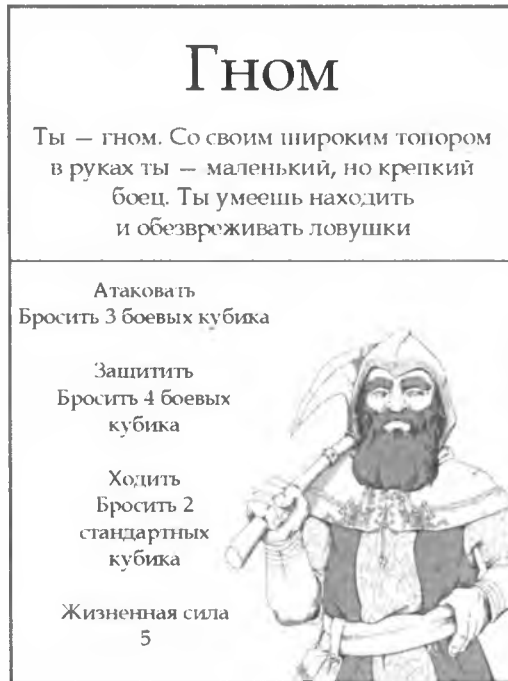 Гном
Ты — гном. Со своим широким топором
в руках ты — маленький, но крепкий
боец. Ты умеешь находить
и обезвреживать ловушки
Атаковать
Бросить 3 боевых кубика
Защитить
Бросить 4 боевых
кубика
Ходить
Бросить 2
стандартных
кубика
Жизненная сила
5